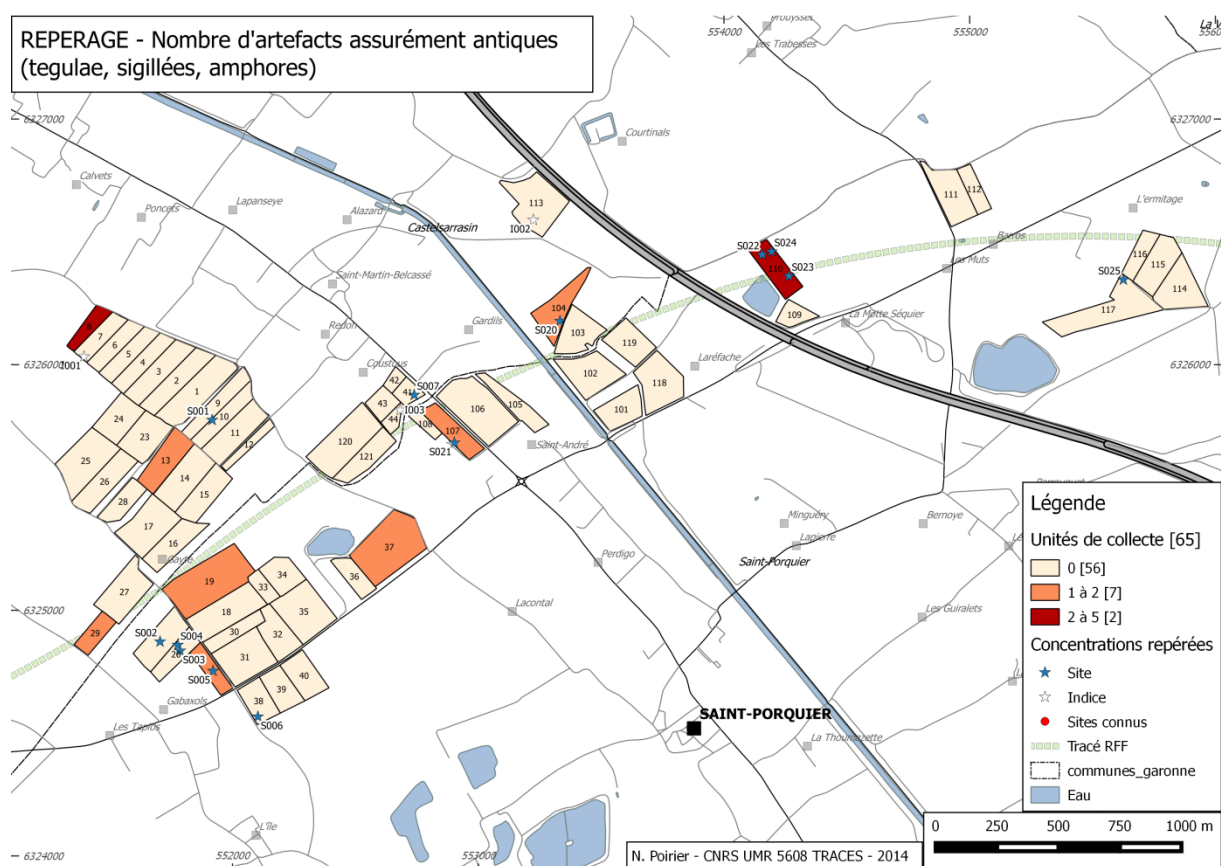 REPERAGE - Nombre d'artefacts assurément antiques
(tegulae, sigillées, amphores)
554000
555000
Prouysset
Les Trabesses
6327000
6327000
Courtinals
Calvets
Poncets
Lapanseye
Alazard
Castelsarrasin
113
I002
111
112
L'ermitage
Barros
Les Muts
S022
S024
110
S023
109
La Motte Séquier
116
115
114
S025
117
Saint-Martin-Belcassé
Redon
Gardils
Coustous
104
S020
103
119
102
118
101
Laréfache
6326000
6326000
8
7
6
5
4
3
2
1
I001
S001
9
10
11
12
24
23
25
26
13
14
28
15
17
16
42
41
S007
43
I003
44
108
106
105
107
S021
Saint-André
120
121
Gayte
27
19
18
33
34
35
36
37
29
30
32
31
S002
S004
S003
20
S005
40
39
38
S006
6325000
6325000
Gabaxols
Les Tapios
Perdigo
Lacontal
Minguéry
Lapierre
Saint-Porquier
Bernoye
Les Guiralets
SAINT-PORQUIER
La Thoumazette
L'île
6324000
552000
553000
Légende
Unités de collecte [65]
0 [56]
1 à 2 [7]
2 à 5 [2]
Concentrations repérées
Site
Indice
Sites connus
Tracé RFF
communes_garonne
Eau
N. Poirier - CNRS UMR 5608 TRACES - 2014
0 250 500 750 1000 m